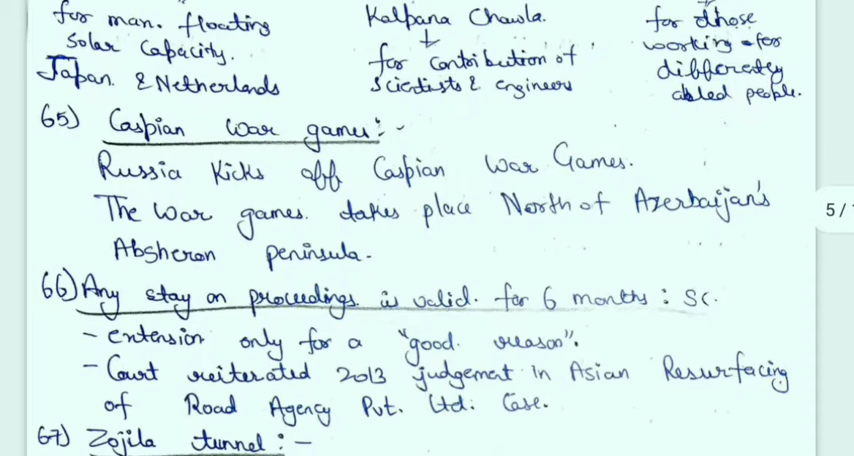 for man. floating
solar capacity.
Japan & Netherlands
Kalpana Chawla.
↓
for contribution of
scientists & engineers
for those
working for
differently
abled people.
65) Caspian War games:-
Russia Kicks off Caspian War Games.
The War games. takes place North of Azerbaijan's
Absheron peninsula.
66) Any stay on proceedings is valid. for 6 months: SC.
- extension only for a "good reason".
- Court reiterated 2013 judgement in Asian Resurfacing
of Road Agency Pvt. Ltd. Case.
67) Zojila tunnel:-
5/